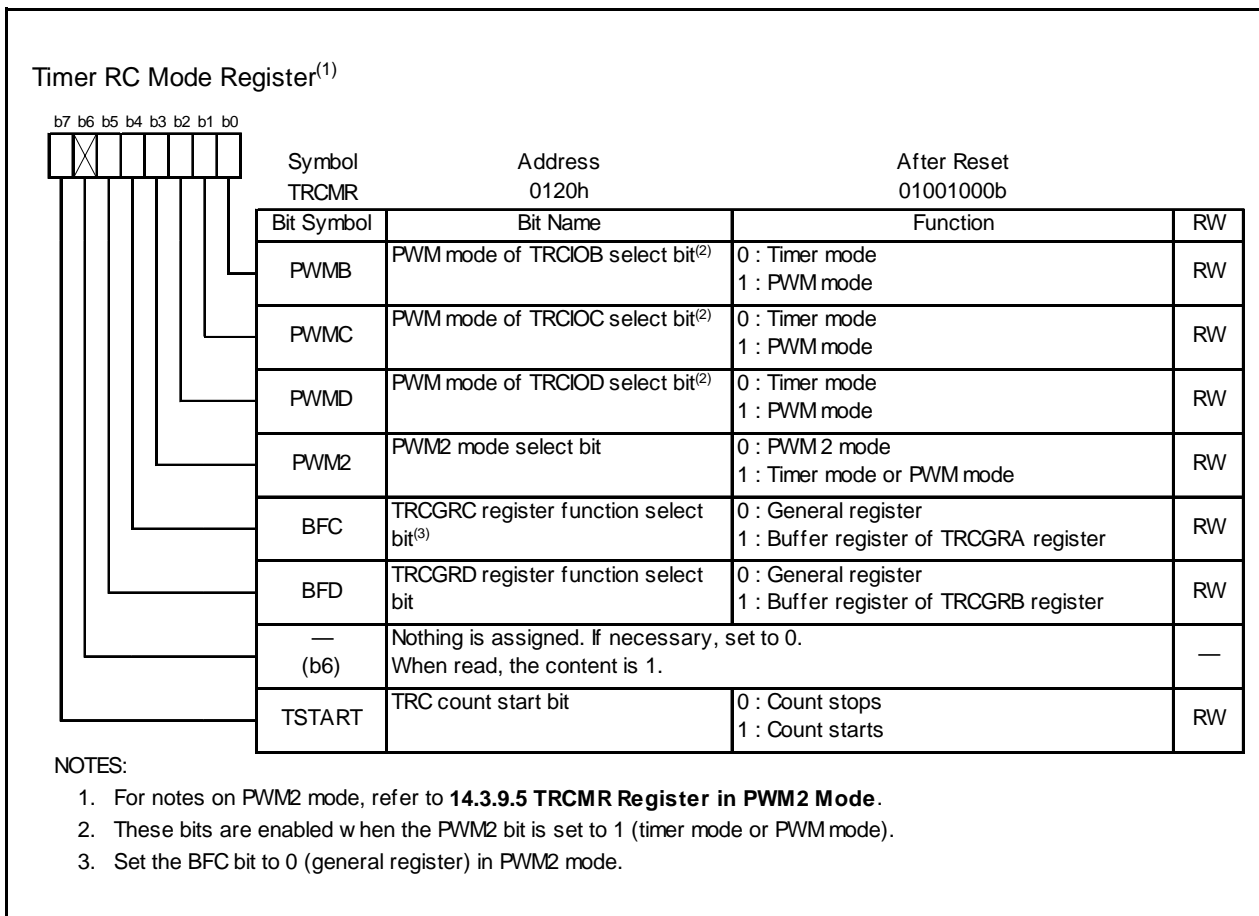 Timer RC Mode Register(1)
b7 b6 b5 b4 b3 b2 b1 b0
Symbol Address After Reset
TRCMR 0120h 01001000b
Bit Symbol Bit Name Function RW
PWMB PWM mode of TRCIOB select bit(2) 0 : Timer mode RW
1 : PWM mode
PWMC PWM mode of TRCIOC select bit(2) 0 : Timer mode RW
1 : PWM mode
PWMD PWM mode of TRCIOD select bit(2) 0 : Timer mode RW
1 : PWM mode
PWM2 PWM2 mode select bit 0 : PWM 2 mode RW
1 : Timer mode or PWM mode
BFC TRCGRC register function select 0 : General register RW
bit(3) 1 : Buffer register of TRCGRA register
BFD TRCGRD register function select 0 : General register RW
bit 1 : Buffer register of TRCGRB register
— Nothing is assigned. If necessary, set to 0. —
(b6) When read, the content is 1.
TSTART TRC count start bit 0 : Count stops RW
1 : Count starts
NOTES:
1. For notes on PWM2 mode, refer to 14.3.9.5 TRCMR Register in PWM2 Mode.
2. These bits are enabled w hen the PWM2 bit is set to 1 (timer mode or PWM mode).
3. Set the BFC bit to 0 (general register) in PWM2 mode.